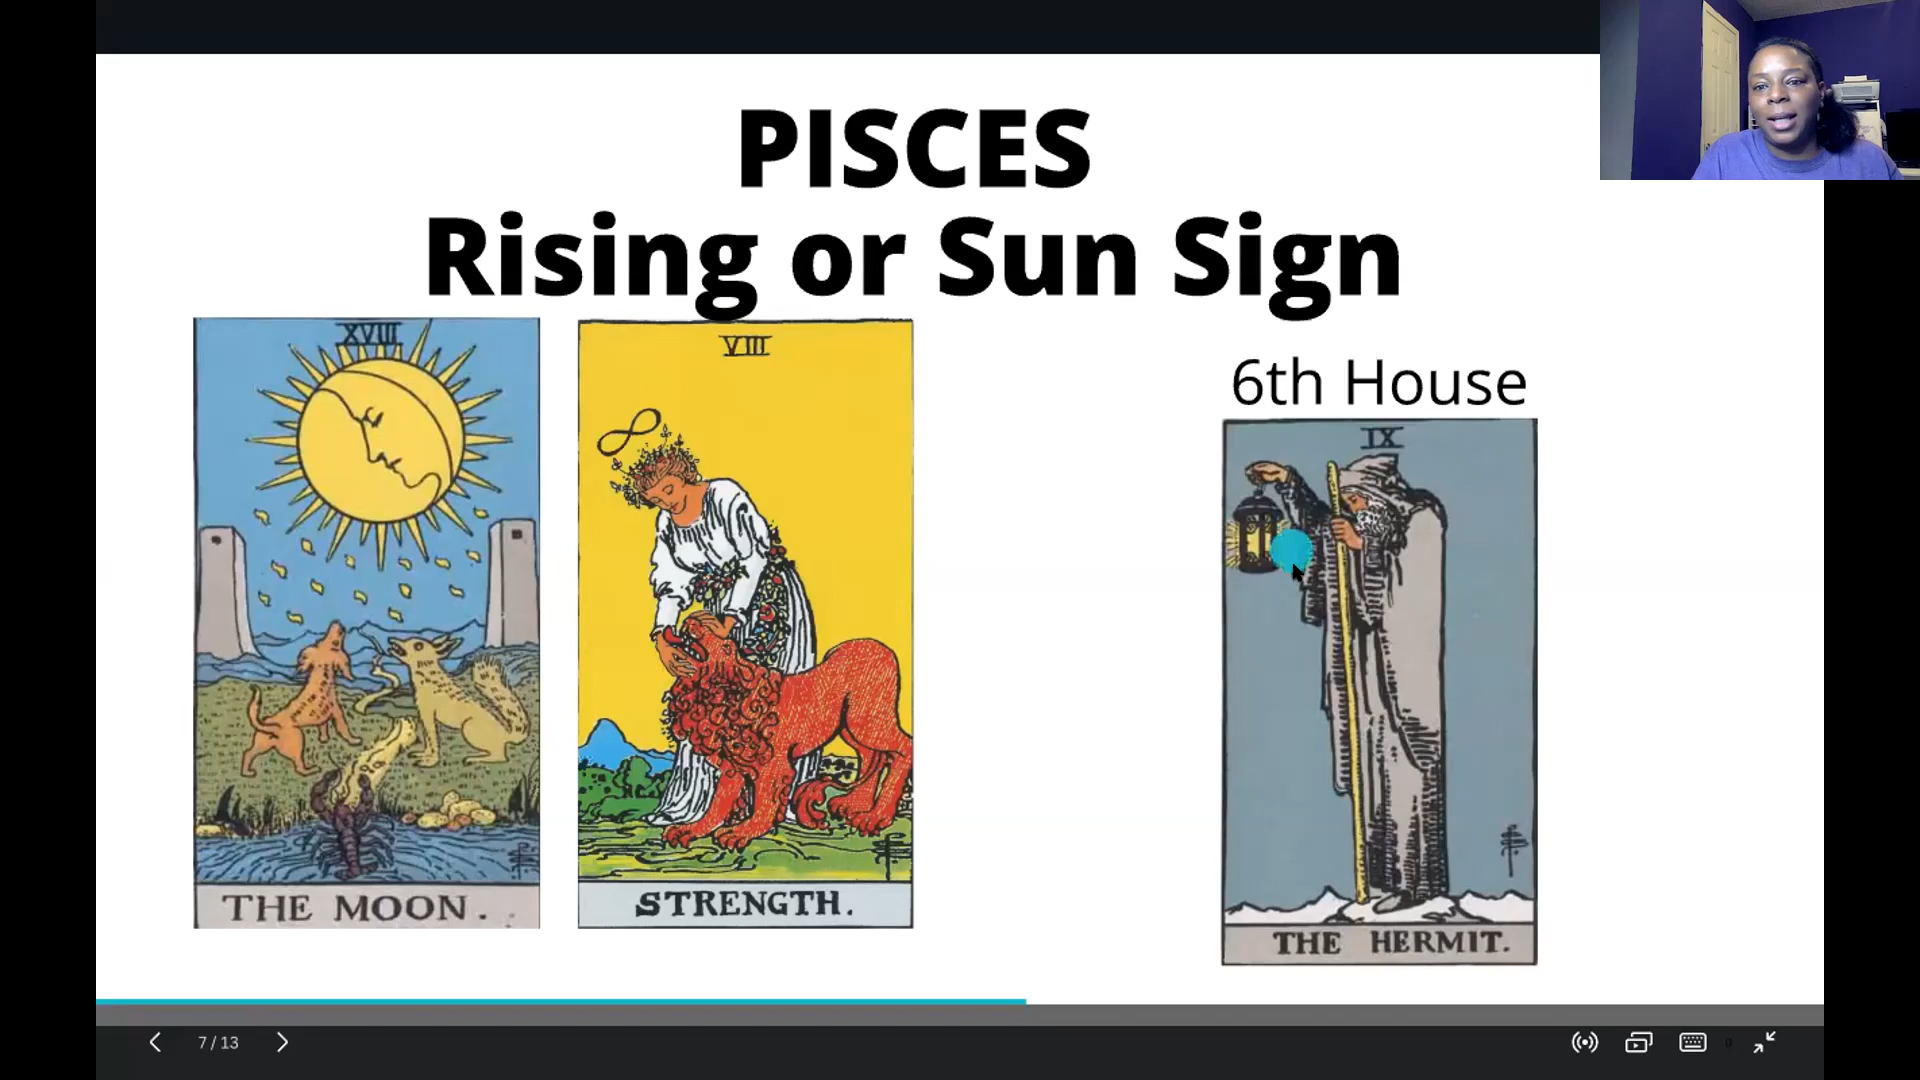 PISCES
Rising or Sun Sign
XVIII
VIII
6th House
IX
THE MOON.
STRENGTH.
THE HERMIT.
7 / 13